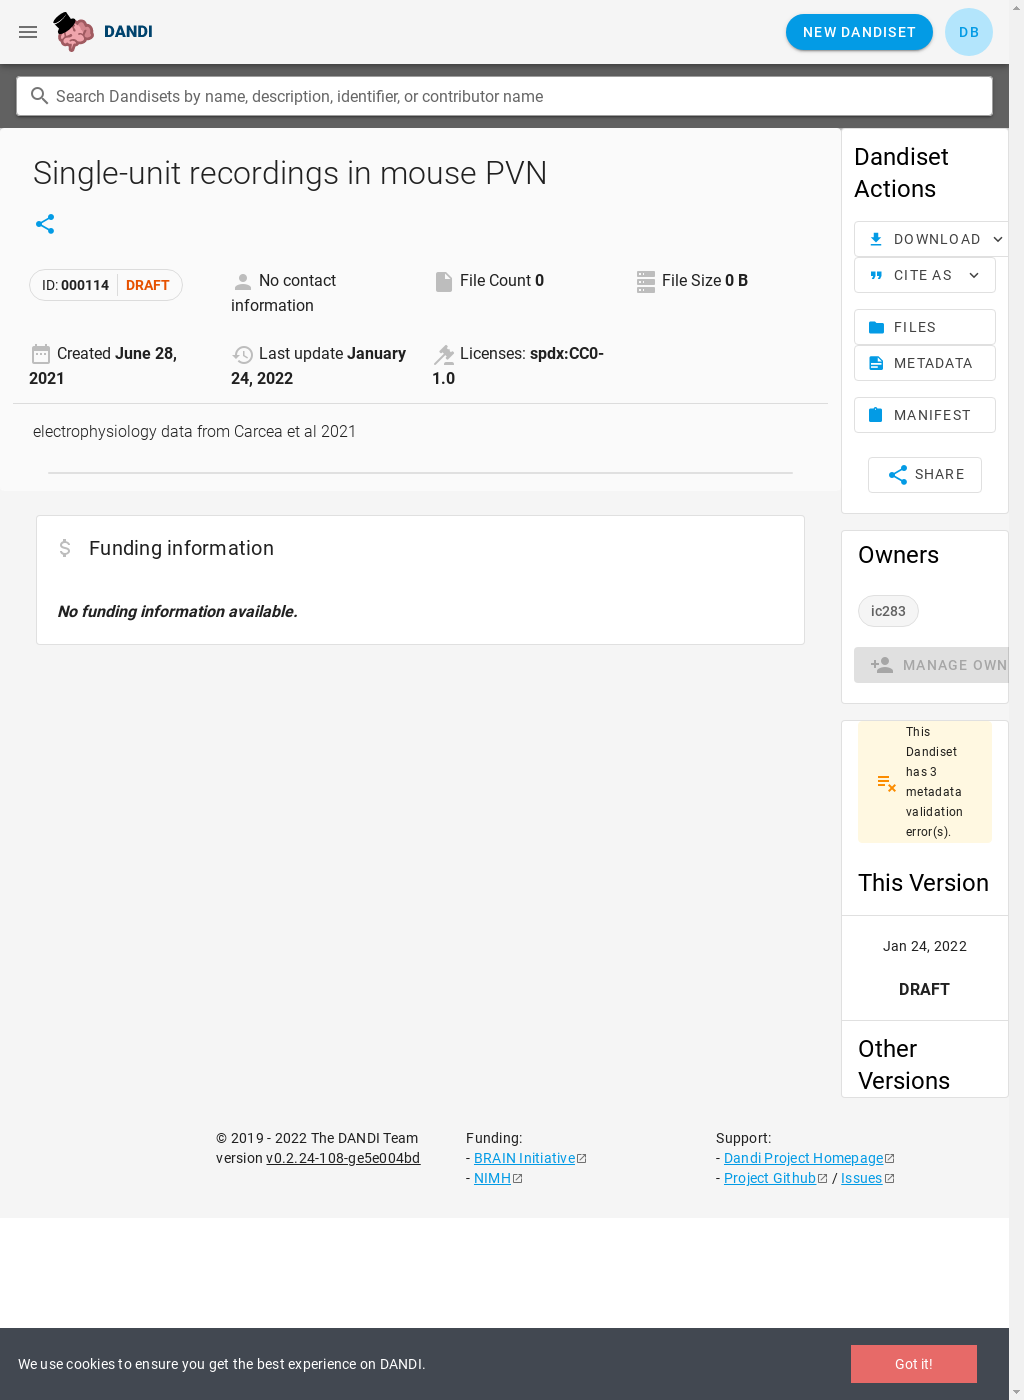 DANDI
NEW DANDISET
DB
Search Dandisets by name, description, identifier, or contributor name
Single-unit recordings in mouse PVN
ID: 000114 DRAFT
No contact
information
File Count 0
File Size 0 B
Created June 28,
2021
Last update January
24, 2022
Licenses: spdx:CC0-
1.0
electrophysiology data from Carcea et al 2021
Funding information
No funding information available.
Dandiset
Actions
DOWNLOAD
CITE AS
FILES
METADATA
MANIFEST
SHARE
Owners
ic283
MANAGE OWN
This
Dandiset
has 3
metadata
validation
error(s).
This Version
Jan 24, 2022
DRAFT
Other
Versions
© 2019 - 2022 The DANDI Team
version v0.2.24-108-ge5e004bd
Funding:
- BRAIN Initiative
- NIMH
Support:
- Dandi Project Homepage
- Project Github / Issues
We use cookies to ensure you get the best experience on DANDI.
Got it!